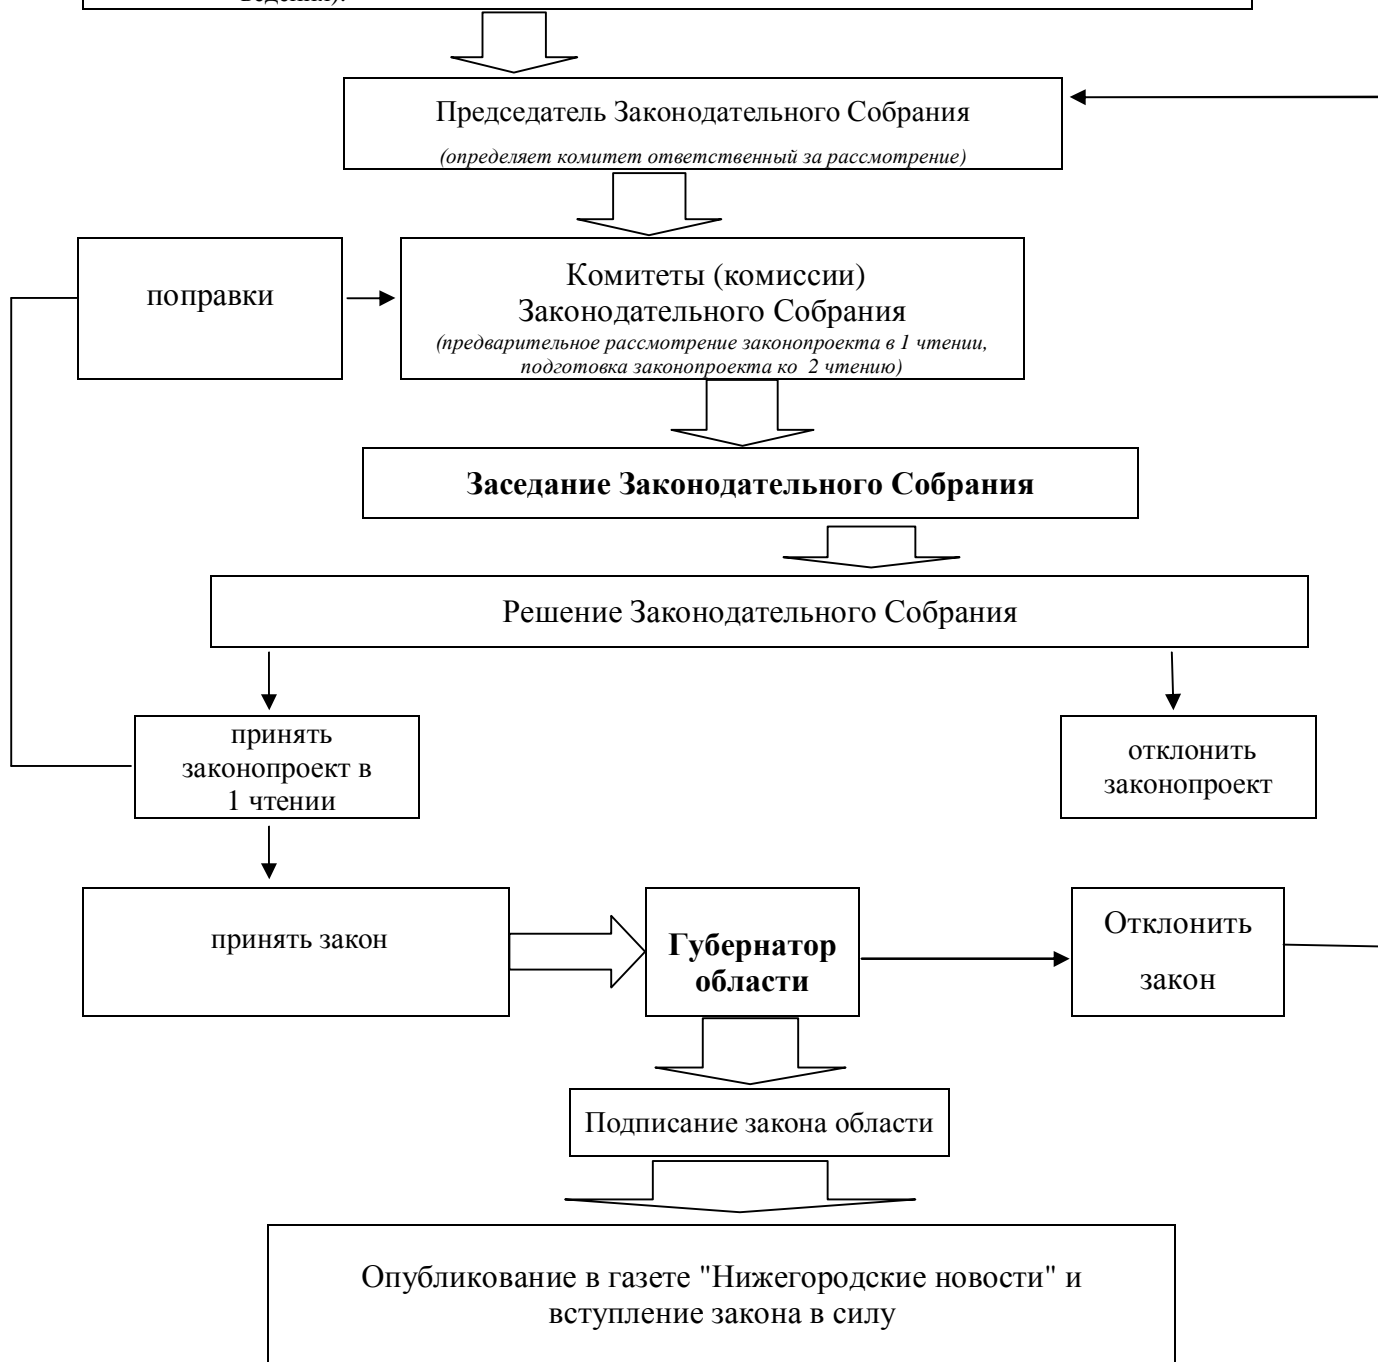 Председатель Законодательного Собрания
(определяет комитет ответственный за рассмотрение)
поправки
Комитеты (комиссии)
Законодательного Собрания
(предварительное рассмотрение законопроекта в 1 чтении,
подготовка законопроекта ко 2 чтению)
Заседание Законодательного Собрания
Решение Законодательного Собрания
принять
законопроект в
1 чтении
отклонить
законопроект
принять закон
Губернатор
области
Отклонить
закон
Подписание закона области
Опубликование в газете "Нижегородские новости" и
вступление закона в силу